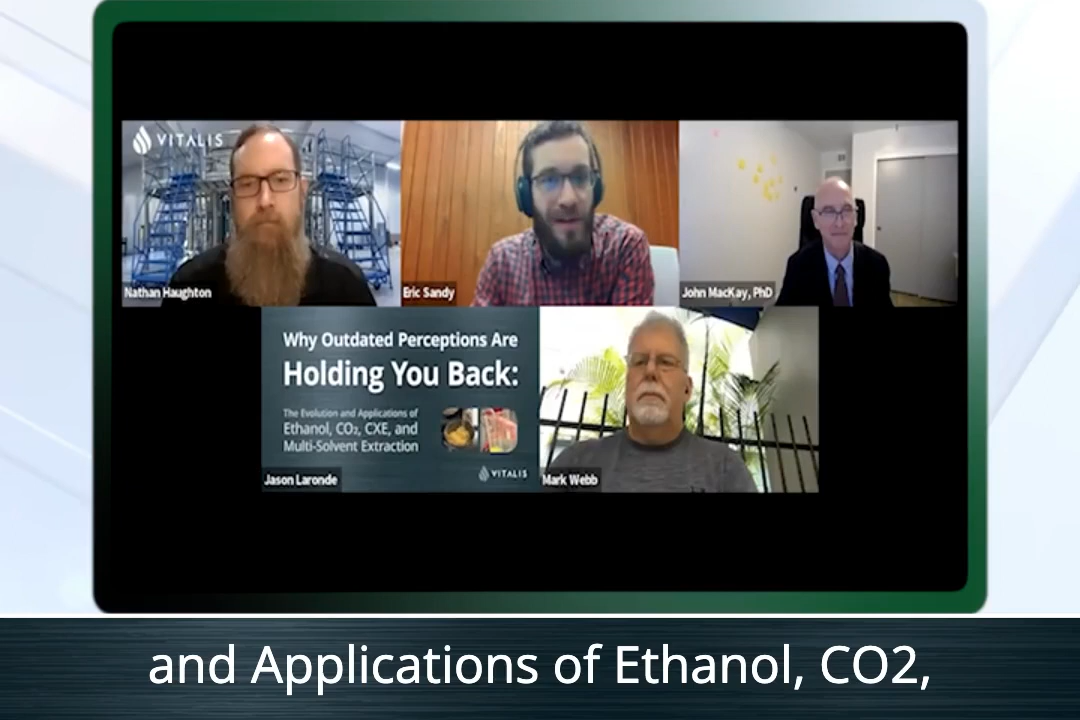 VITALIS
Nathan Haughton
Eric Sandy
John MacKay, PhD
Why Outdated Perceptions Are
Holding You Back:
The Evolution and Applications of
Ethanol, CO₂, CXE, and
Multi-Solvent Extraction
VITALIS
Jason Laronde
Mark Webb
and Applications of Ethanol, CO2,